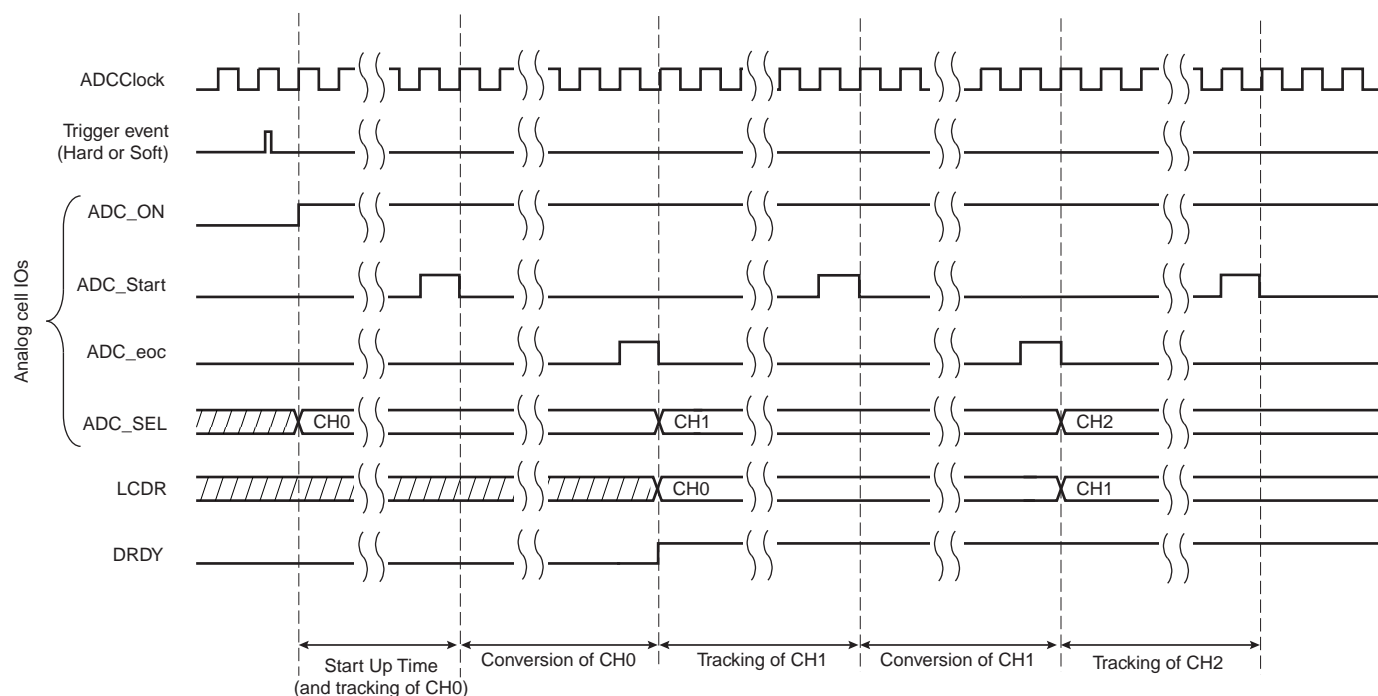 ADCClock
Trigger event
(Hard or Soft)
Analog cell IOs
ADC_ON
ADC_Start
ADC_eoc
ADC_SEL
CH0
CH1
CH2
LCDR
CH0
CH1
DRDY
Start Up Time
(and tracking of CH0)
Conversion of CH0
Tracking of CH1
Conversion of CH1
Tracking of CH2